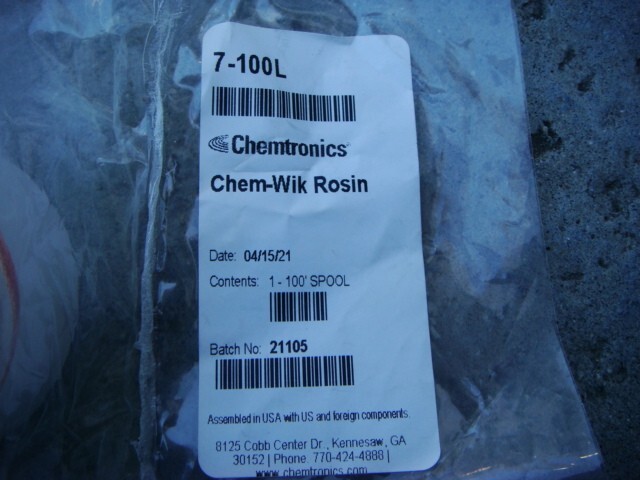 7-100L
Chemtronics®
Chem-Wik Rosin
Date: 04/15/21
Contents: 1 - 100' SPOOL
Batch No: 21105
Assembled in USA with US and foreign components.
8125 Cobb Center Dr., Kennesaw, GA
30152 | Phone. 770-424-4888 |
www.chemtronics.com